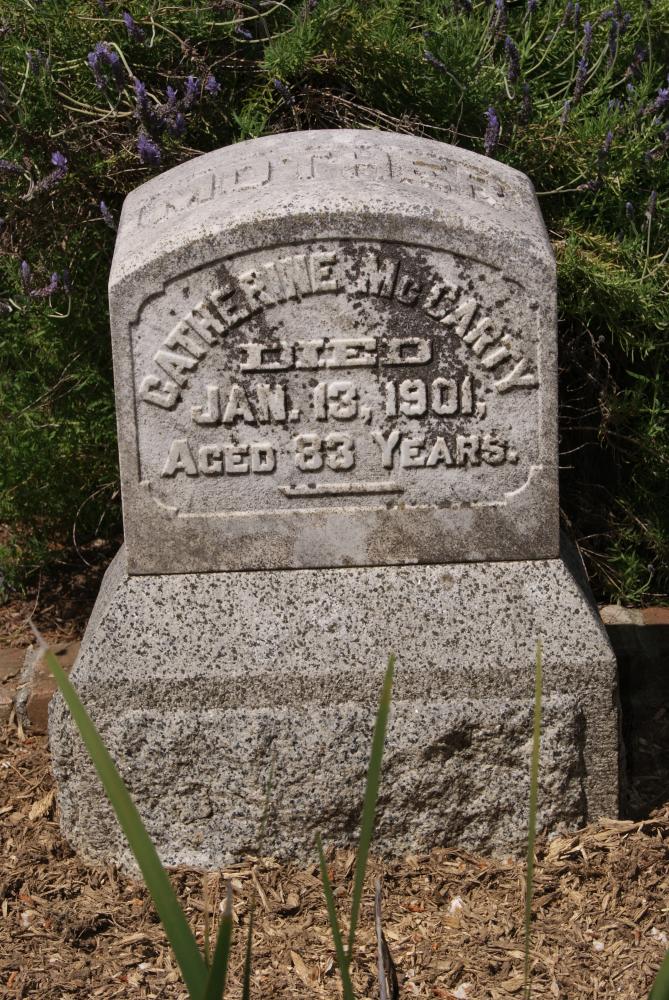 MOTHER
CATHERINE McCARTY
DIED
JAN. 13, 1901,
AGED 83 YEARS.